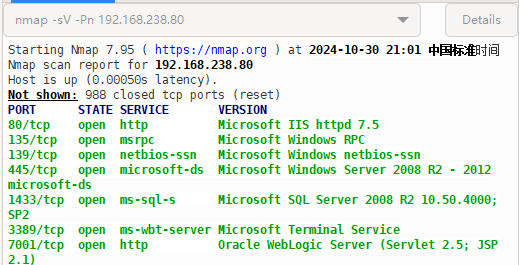 nmap -sV -Pn 192.168.238.80
Details
Starting Nmap 7.95 ( https://nmap.org ) at 2024-10-30 21:01 中国标准时间
Nmap scan report for 192.168.238.80
Host is up (0.00050s latency).
Not shown: 988 closed tcp ports (reset)
PORT STATE SERVICE VERSION
80/tcp open http Microsoft IIS httpd 7.5
135/tcp open msrpc Microsoft Windows RPC
139/tcp open netbios-ssn Microsoft Windows netbios-ssn
445/tcp open microsoft-ds Microsoft Windows Server 2008 R2 - 2012
microsoft-ds
1433/tcp open ms-sql-s Microsoft SQL Server 2008 R2 10.50.4000;
SP2
3389/tcp open ms-wbt-server Microsoft Terminal Service
7001/tcp open http Oracle WebLogic Server (Servlet 2.5; JSP
2.1)